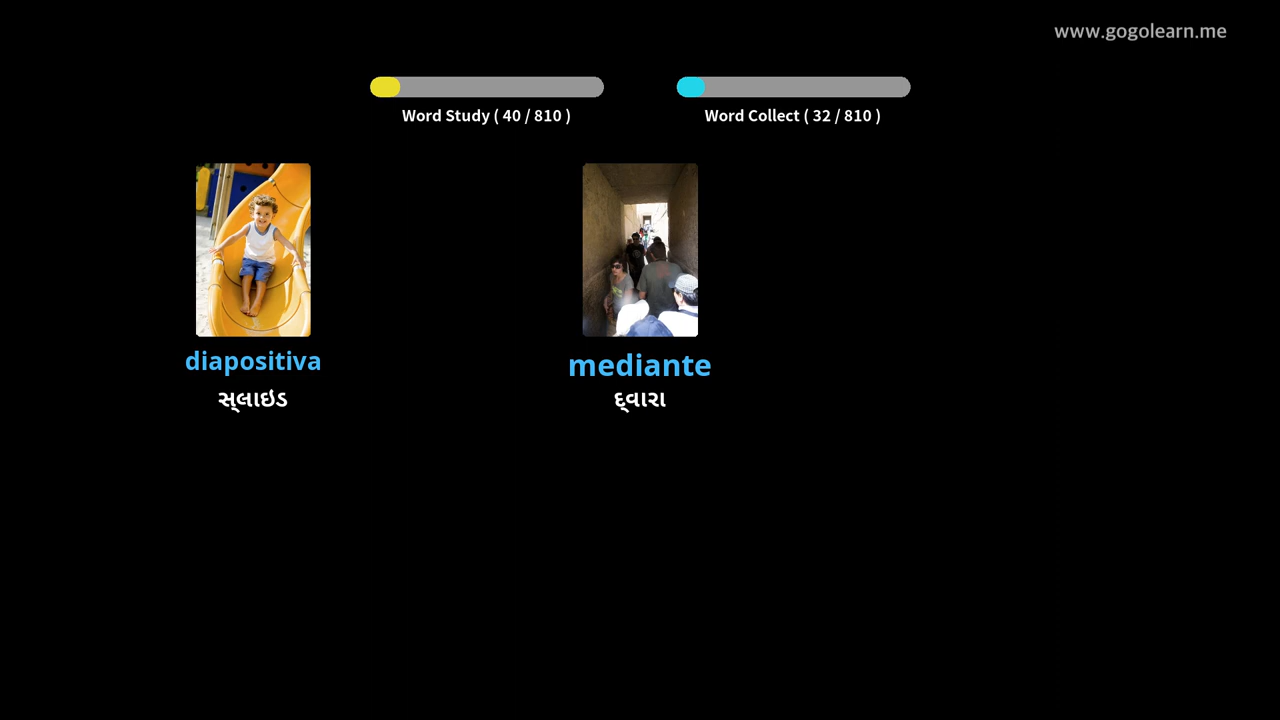 www.gogolearn.me
Word Study ( 40 / 810 )
Word Collect ( 32 / 810 )
diapositiva
સ્લાઇડ
mediante
દ્વારા